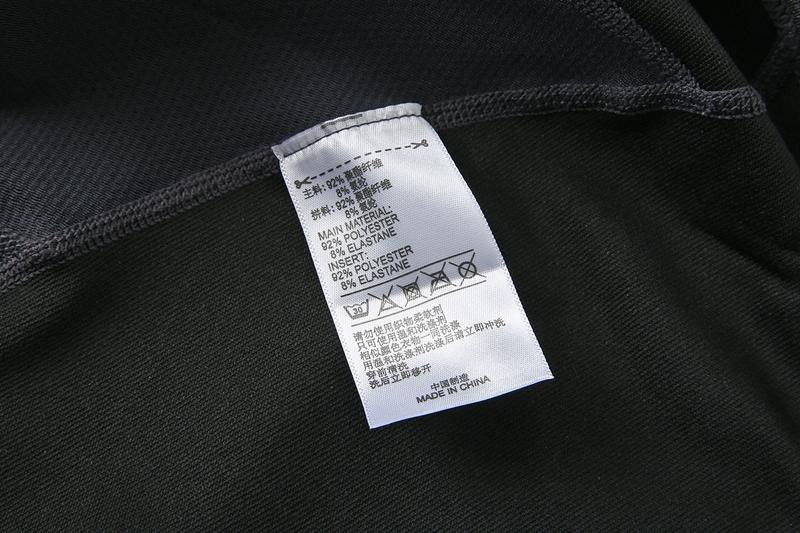 主料: 92% 聚酯纤维
8% 氨纶
拼料: 92% 聚酯纤维
8% 氨纶
MAIN MATERIAL:
92% POLYESTER
8% ELASTANE
INSERT:
92% POLYESTER
8% ELASTANE
30
请勿使用织物柔软剂
只可使用温和洗涤剂
相似颜色衣物一同洗涤
用温和洗涤剂洗涤后请立即冲洗
穿前清洗
洗后立即移开
中国制造
MADE IN CHINA